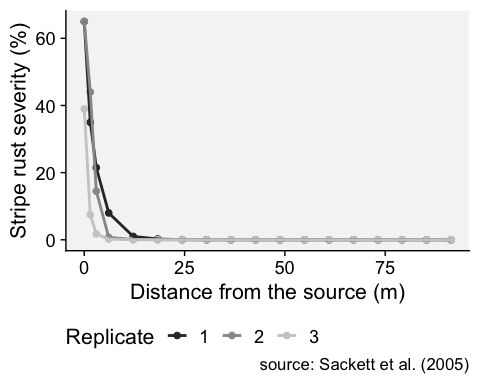 Stripe rust severity (%)
60
40
20
0
0 25 50 75
Distance from the source (m)
Replicate 1 2 3
source: Sackett et al. (2005)